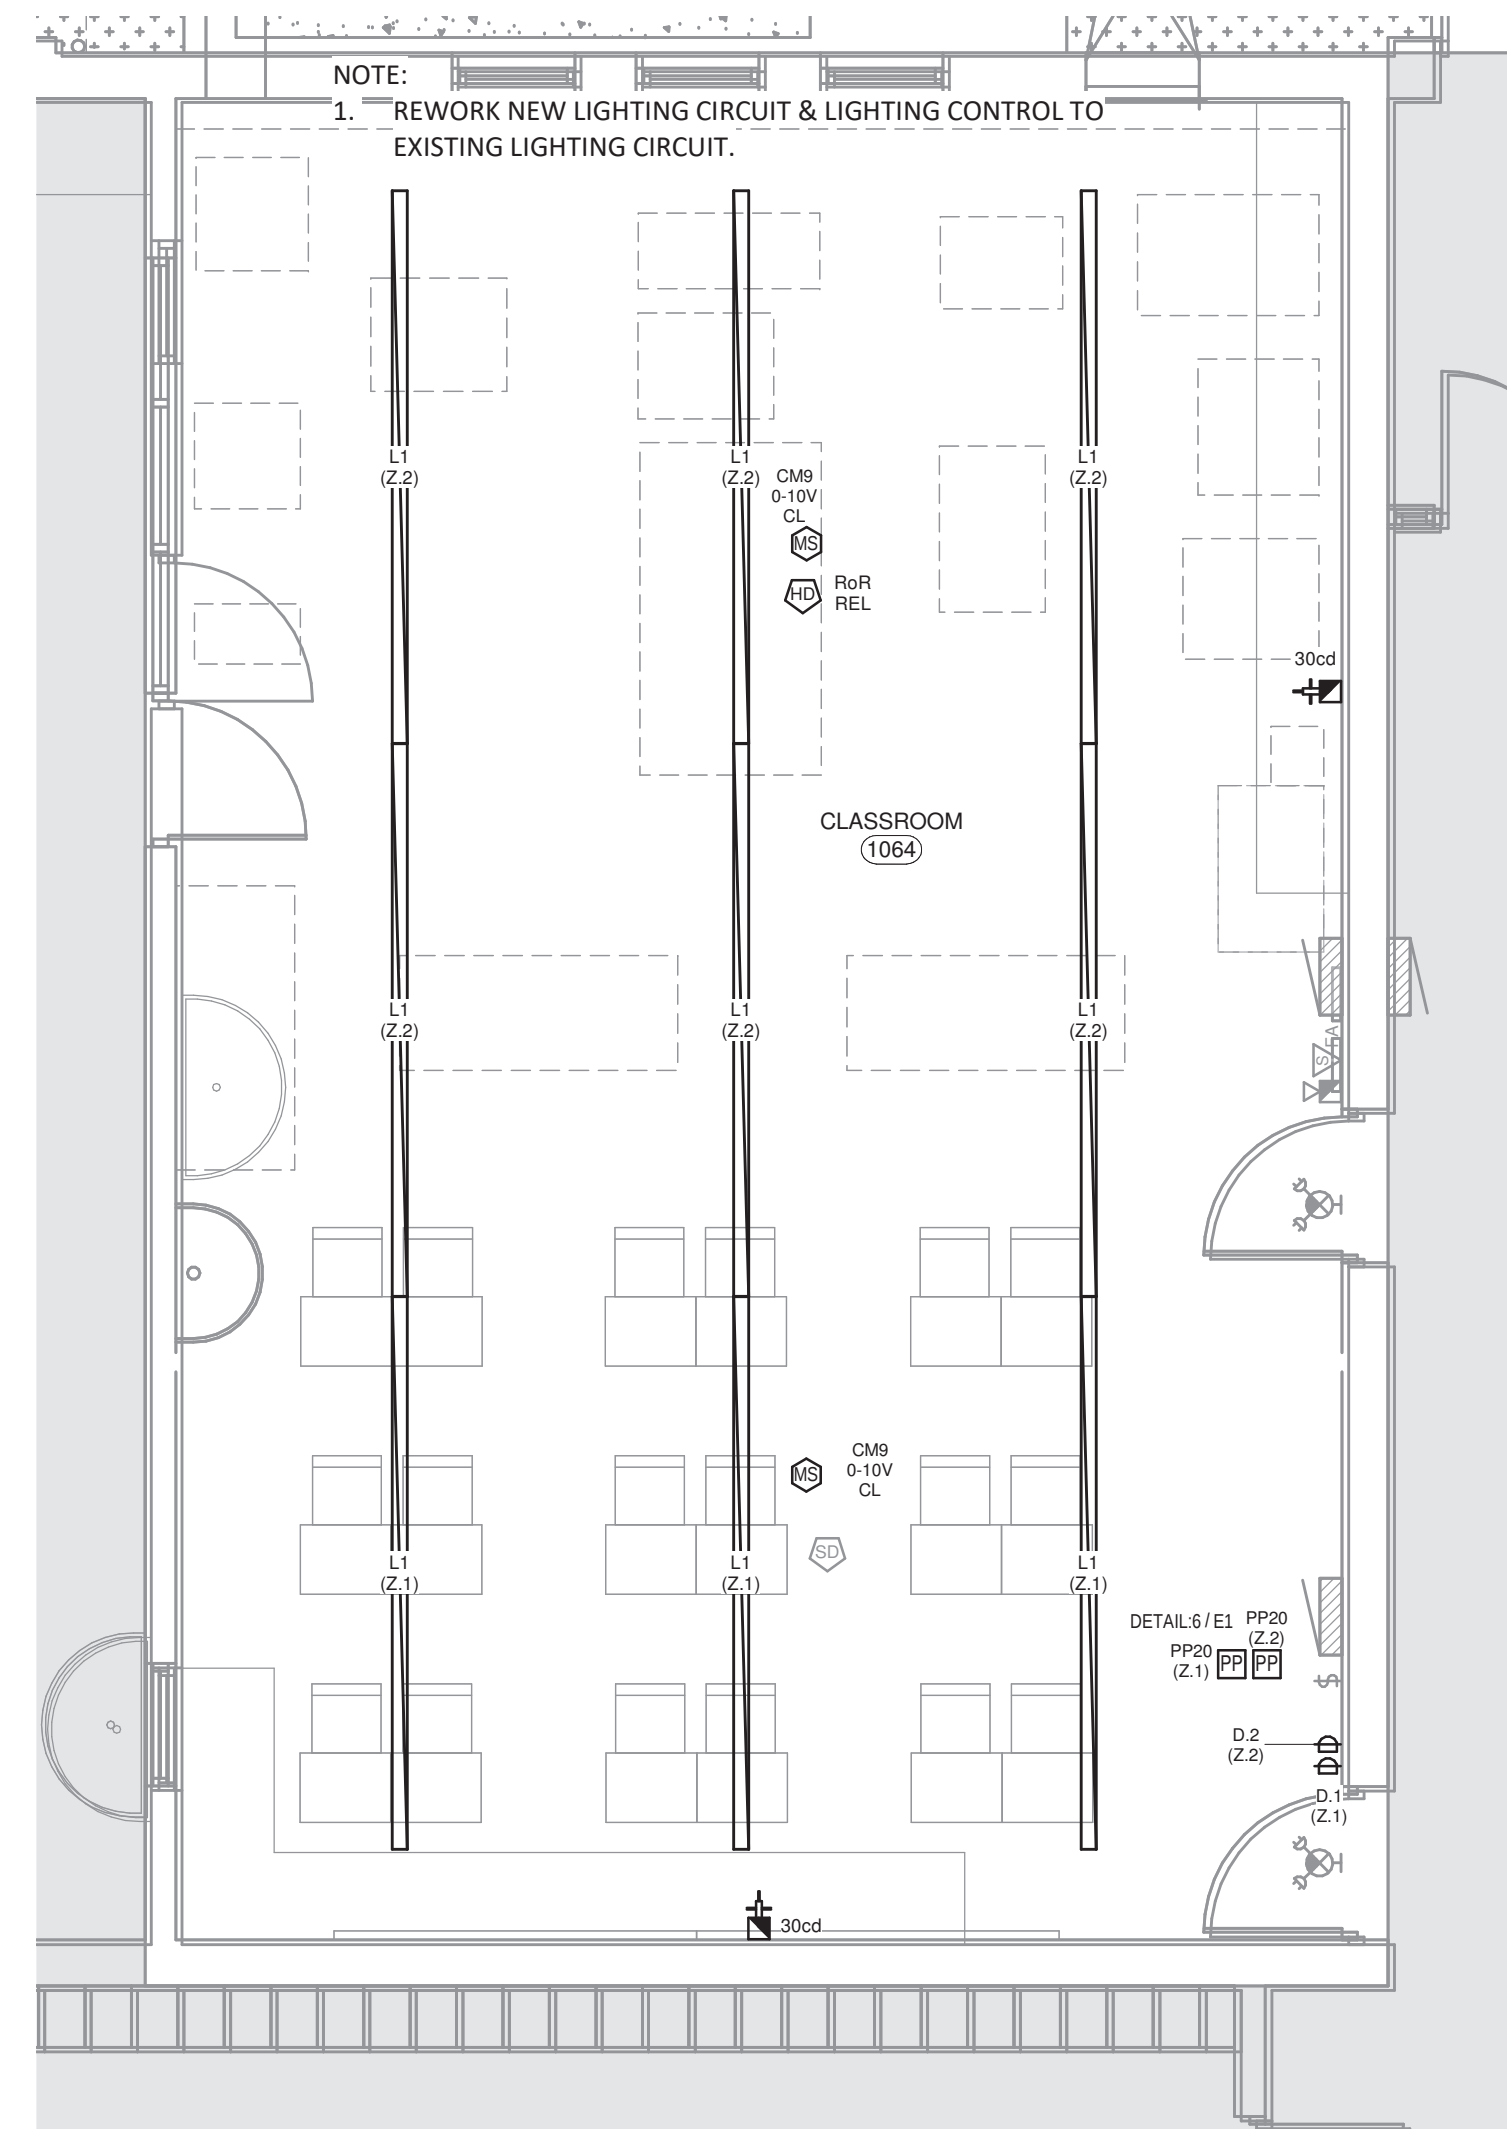 NOTE:
1. REWORK NEW LIGHTING CIRCUIT & LIGHTING CONTROL TO
EXISTING LIGHTING CIRCUIT.
L1
(Z.2)
L1
(Z.2)
CM9
0-10V
CL
MS
L1
(Z.2)
HD
RoR
REL
30cd
CLASSROOM
1064
L1
(Z.2)
L1
(Z.2)
L1
(Z.2)
FA
S
CM9
0-10V
CL
MS
SD
L1
(Z.1)
L1
(Z.1)
L1
(Z.1)
DETAIL:6 / E1
PP20
(Z.2)
PP20
(Z.1)
PP
PP
$
D.2
(Z.2)
D.1
(Z.1)
30cd